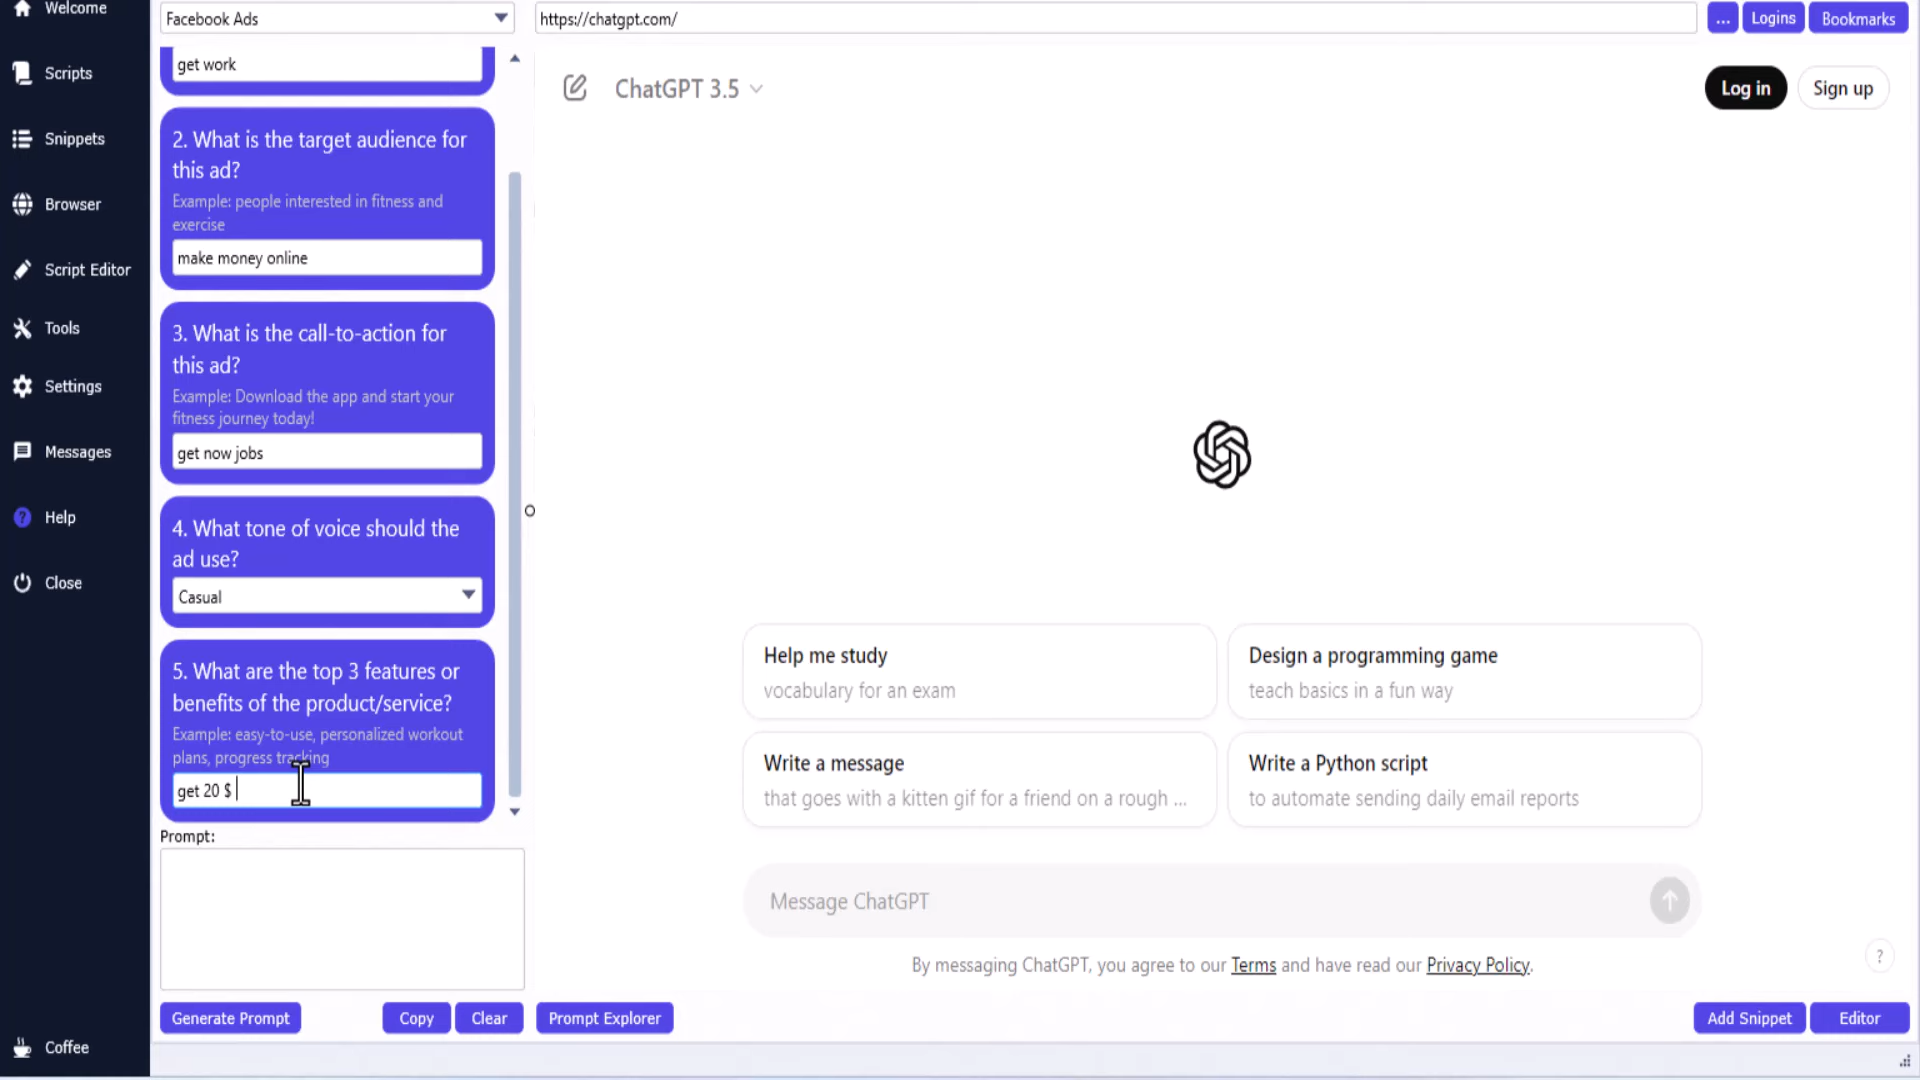 Welcome
Scripts
Snippets
Browser
Script Editor
Tools
Settings
Messages
Help
Close
Coffee
Facebook Ads
get work
2. What is the target audience for
this ad?
Example: people interested in fitness and
exercise
make money online
3. What is the call-to-action for
this ad?
Example: Download the app and start your
fitness journey today!
get now jobs
4. What tone of voice should the
ad use?
Casual
5. What are the top 3 features or
benefits of the product/service?
Example: easy-to-use, personalized workout
plans, progress tracking
get 20 $
Prompt:
Generate Prompt
Copy
Clear
https://chatgpt.com/
...
Logins
Bookmarks
ChatGPT 3.5
Log in
Sign up
Help me study
vocabulary for an exam
Design a programming game
teach basics in a fun way
Write a message
that goes with a kitten gif for a friend on a rough ...
Write a Python script
to automate sending daily email reports
Message ChatGPT
By messaging ChatGPT, you agree to our Terms and have read our Privacy Policy.
?
Prompt Explorer
Add Snippet
Editor